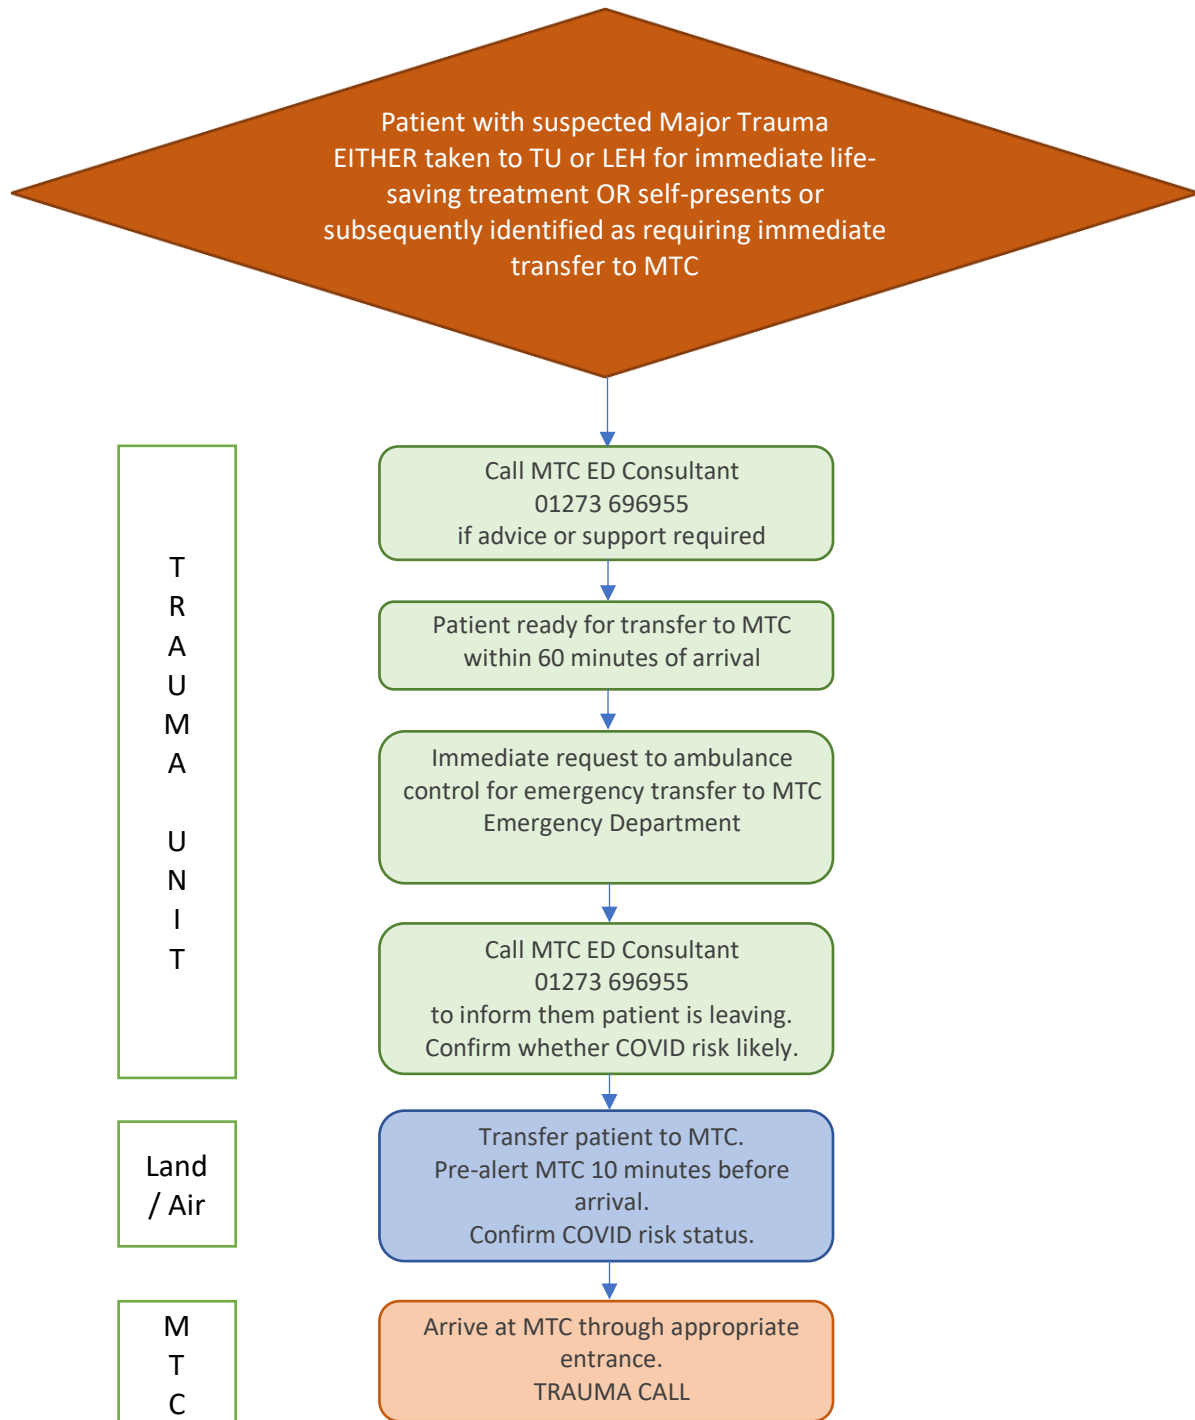 Patient with suspected Major Trauma
EITHER taken to TU or LEH for immediate life-
saving treatment OR self-presents or
subsequently identified as requiring immediate
transfer to MTC
TRAUMA UNIT
Call MTC ED Consultant
01273 696955
if advice or support required
Patient ready for transfer to MTC
within 60 minutes of arrival
Immediate request to ambulance
control for emergency transfer to MTC
Emergency Department
Call MTC ED Consultant
01273 696955
to inform them patient is leaving.
Confirm whether COVID risk likely.
Land
/ Air
Transfer patient to MTC.
Pre-alert MTC 10 minutes before
arrival.
Confirm COVID risk status.
MTC
Arrive at MTC through appropriate
entrance.
TRAUMA CALL